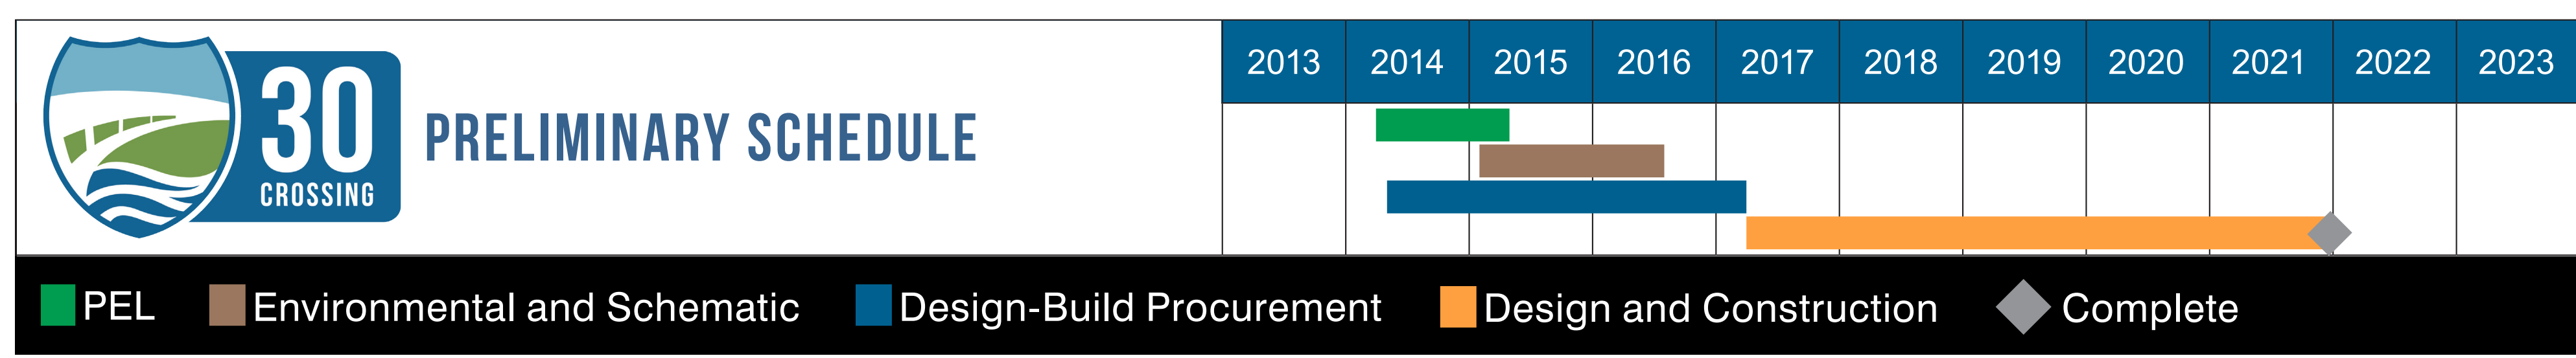 30
CROSSING
PRELIMINARY SCHEDULE
2013 2014 2015 2016 2017 2018 2019 2020 2021 2022 2023
PEL Environmental and Schematic Design-Build Procurement Design and Construction Complete